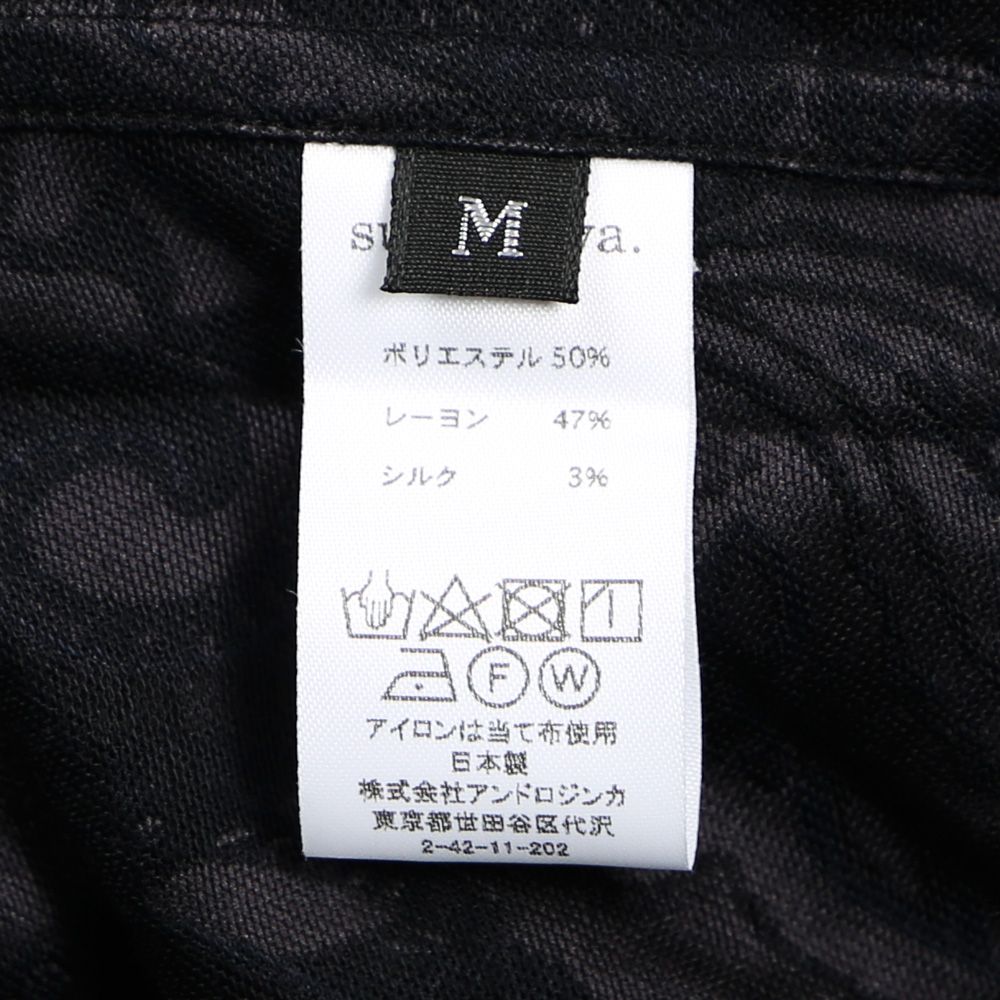 M
ポリエステル 50%
レーヨン 47%
シルク 3%
F W
アイロンは当て布使用
日本製
株式会社アンドロジンカ
東京都世田谷区代沢
2-42-11-202